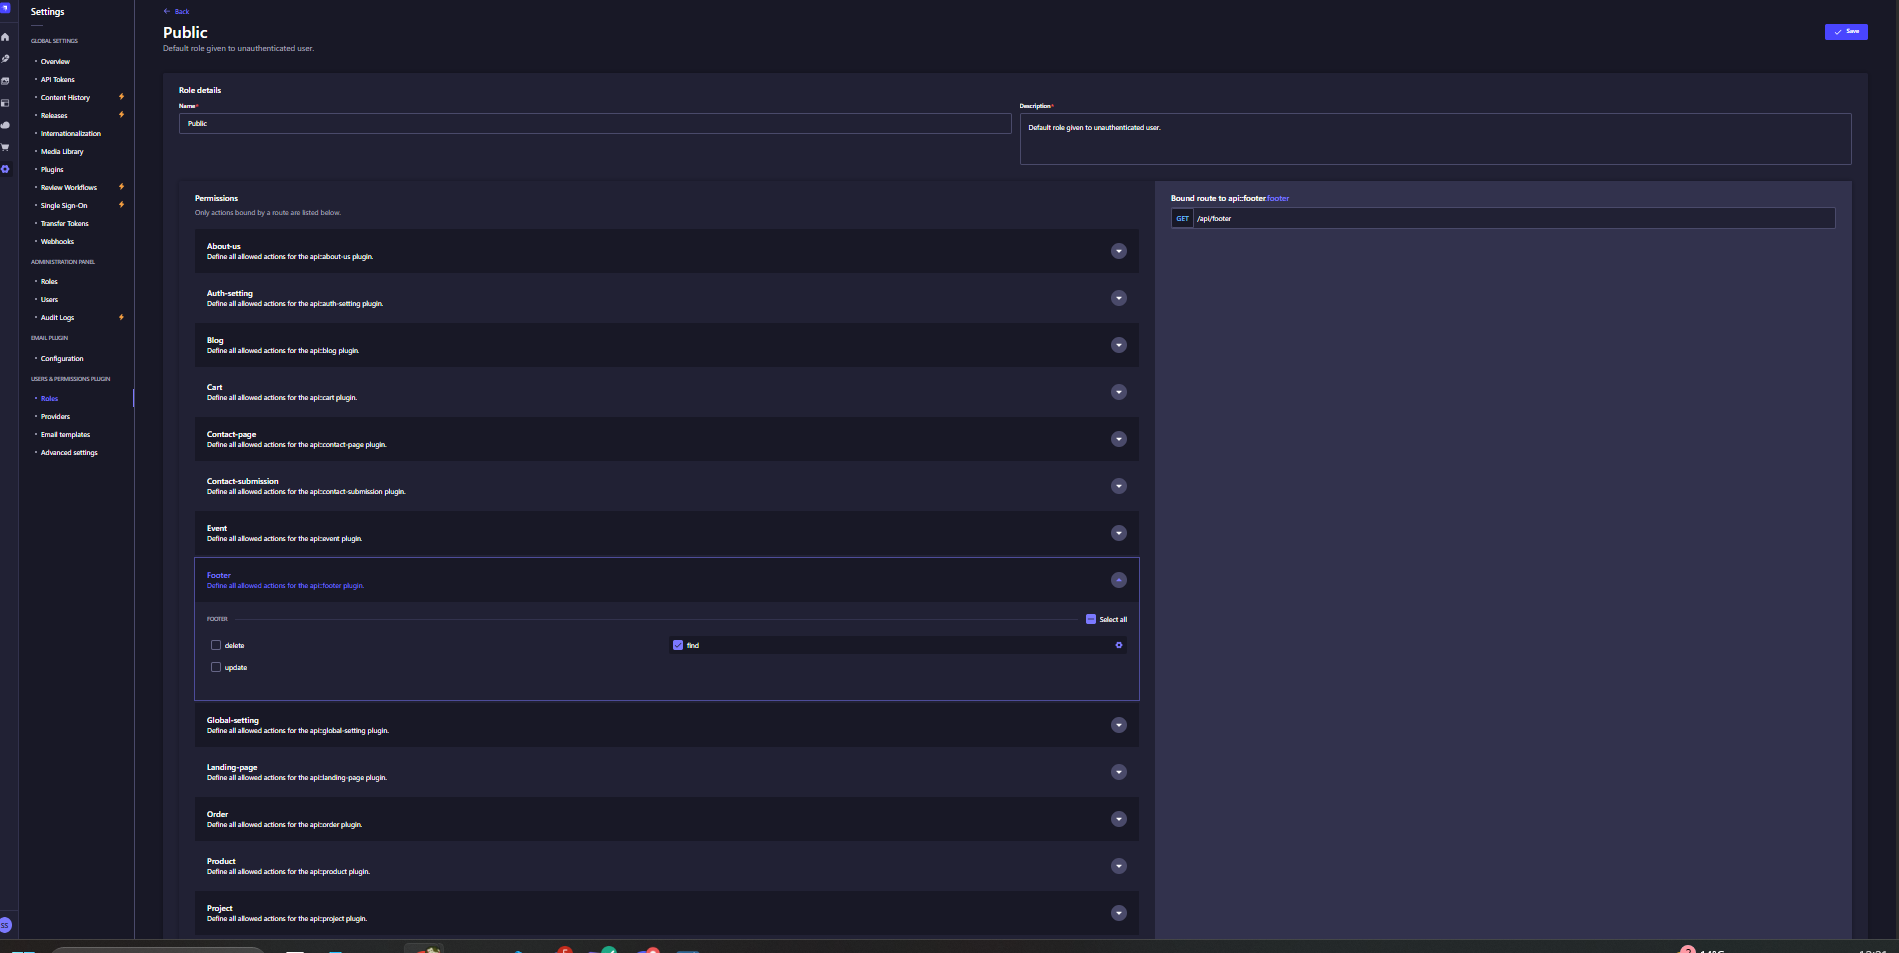 Settings
GLOBAL SETTINGS
Overview
API Tokens
Content History
Releases
Internationalization
Media Library
Plugins
Review Workflows
Single Sign-On
Transfer Tokens
Webhooks
ADMINISTRATION PANEL
Roles
Users
Audit Logs
EMAIL PLUGIN
Configuration
USERS & PERMISSIONS PLUGIN
Roles
Providers
Email templates
Advanced settings
SS
Back
Public
Default role given to unauthenticated user.
Save
Role details
Name*
Public
Description*
Default role given to unauthenticated user.
Permissions
Only actions bound by a route are listed below.
About-us
Define all allowed actions for the api::about-us plugin.
Auth-setting
Define all allowed actions for the api::auth-setting plugin.
Blog
Define all allowed actions for the api::blog plugin.
Cart
Define all allowed actions for the api::cart plugin.
Contact-page
Define all allowed actions for the api::contact-page plugin.
Contact-submission
Define all allowed actions for the api::contact-submission plugin.
Event
Define all allowed actions for the api::event plugin.
Footer
Define all allowed actions for the api::footer plugin.
FOOTER
Select all
delete
find
update
Global-setting
Define all allowed actions for the api::global-setting plugin.
Landing-page
Define all allowed actions for the api::landing-page plugin.
Order
Define all allowed actions for the api::order plugin.
Product
Define all allowed actions for the api::product plugin.
Project
Define all allowed actions for the api::project plugin.
Bound route to api::footer.footer
GET /api/footer